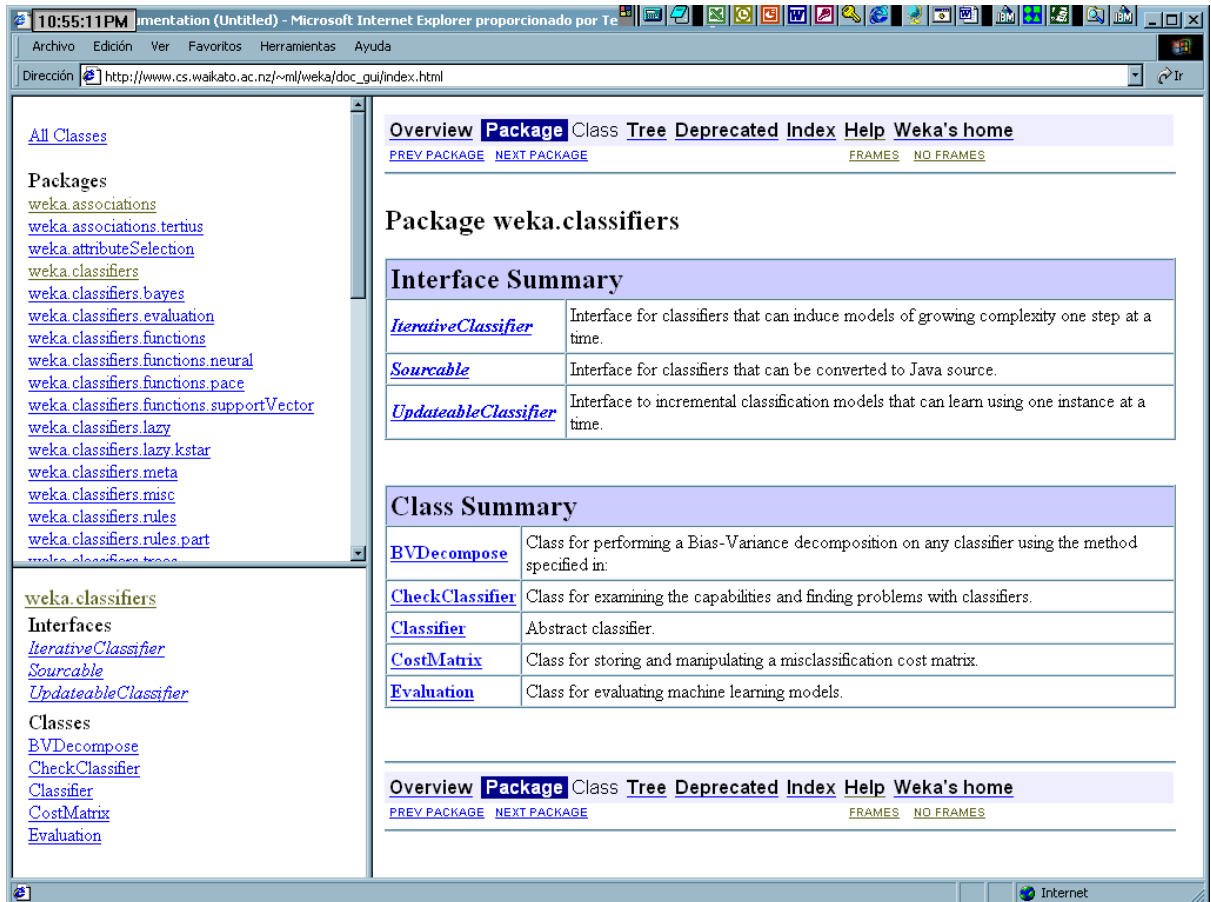 10:55:11PM umentation (Untitled) - Microsoft Internet Explorer proporcionado por Te
Archivo Edición Ver Favoritos Herramientas Ayuda
Dirección http://www.cs.waikato.ac.nz/~ml/weka/doc_gui/index.html Ir
All Classes
Packages
weka.associations
weka.associations.tertius
weka.attributeSelection
weka.classifiers
weka.classifiers.bayes
weka.classifiers.evaluation
weka.classifiers.functions
weka.classifiers.functions.neural
weka.classifiers.functions.pace
weka.classifiers.functions.supportVector
weka.classifiers.lazy
weka.classifiers.lazy.kstar
weka.classifiers.meta
weka.classifiers.misc
weka.classifiers.rules
weka.classifiers.rules.part
weka.classifiers.trees
weka.classifiers
Interfaces
IterativeClassifier
Sourcable
UpdateableClassifier
Classes
BVDecompose
CheckClassifier
Classifier
CostMatrix
Evaluation
Overview Package Class Tree Deprecated Index Help Weka's home
PREV PACKAGE NEXT PACKAGE FRAMES NO FRAMES
Package weka.classifiers
Interface Summary
IterativeClassifier Interface for classifiers that can induce models of growing complexity one step at a
time.
Sourcable Interface for classifiers that can be converted to Java source.
UpdateableClassifier Interface to incremental classification models that can learn using one instance at a
time.
Class Summary
BVDecompose Class for performing a Bias-Variance decomposition on any classifier using the method
specified in:
CheckClassifier Class for examining the capabilities and finding problems with classifiers.
Classifier Abstract classifier.
CostMatrix Class for storing and manipulating a misclassification cost matrix.
Evaluation Class for evaluating machine learning models.
Overview Package Class Tree Deprecated Index Help Weka's home
PREV PACKAGE NEXT PACKAGE FRAMES NO FRAMES
Internet